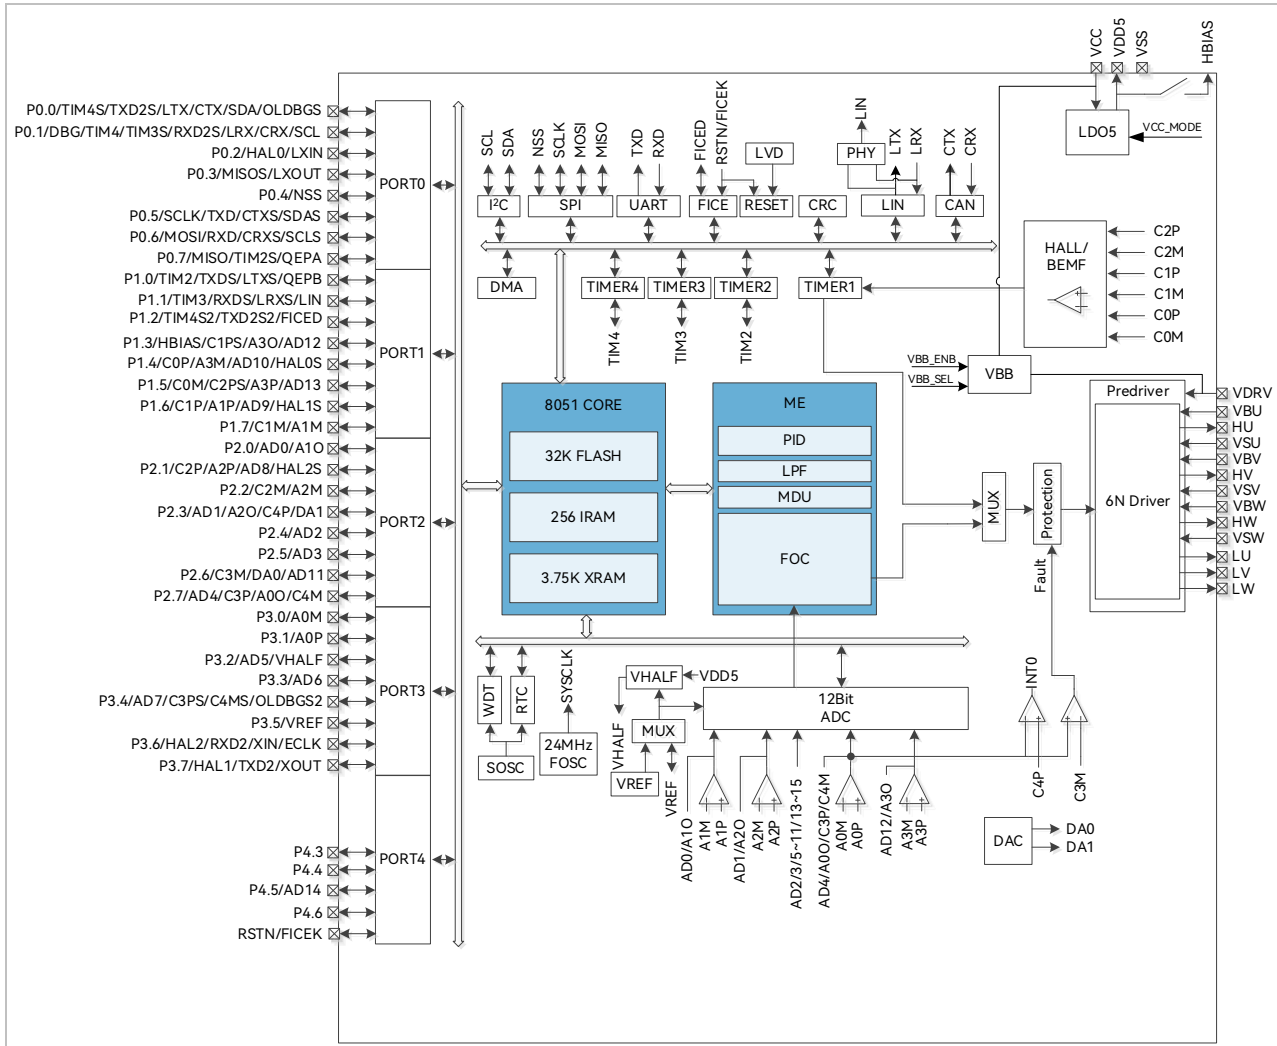 VCC
VDD5
VSS
HBIAS
P0.0/TIM4S/TXD2S/LTX/CTX/SDA/OLDBGS
P0.1/DBG/TIM4/TIM3S/RXD2S/LRX/CRX/SCL
P0.2/HAL0/LXIN
P0.3/MISOS/LXOUT
P0.4/NSS
P0.5/SCLK/TXD/CTXS/SDAS
P0.6/MOSI/RXD/CRXS/SCLS
P0.7/MISO/TIM2S/QEPA
P1.0/TIM2/TXDS/LTXS/QEPB
P1.1/TIM3/RXDS/LRXS/LIN
P1.2/TIM4S2/TXD2S2/FICED
P1.3/HBIAS/C1PS/A3O/AD12
P1.4/C0P/A3M/AD10/HAL0S
P1.5/C0M/C2PS/A3P/AD13
P1.6/C1P/A1P/AD9/HAL1S
P1.7/C1M/A1M
P2.0/AD0/A1O
P2.1/C2P/A2P/AD8/HAL2S
P2.2/C2M/A2M
P2.3/AD1/A2O/C4P/DA1
P2.4/AD2
P2.5/AD3
P2.6/C3M/DA0/AD11
P2.7/AD4/C3P/A0O/C4M
P3.0/A0M
P3.1/A0P
P3.2/AD5/VHALF
P3.3/AD6
P3.4/AD7/C3PS/C4MS/OLDBGS2
P3.5/VREF
P3.6/HAL2/RXD2/XIN/ECLK
P3.7/HAL1/TXD2/XOUT
P4.3
P4.4
P4.5/AD14
P4.6
RSTN/FICEK
PORT0
PORT1
PORT2
PORT3
PORT4
SCL
SDA
NSS
SCLK
MOSI
MISO
TXD
RXD
FICED
RSTN/FICEK
LVD
LIN
PHY
LTX
LRX
CTX
CRX
I²C
SPI
UART
FICE
RESET
CRC
LIN
CAN
DMA
TIMER4
TIMER3
TIMER2
TIMER1
TIM4
TIM3
TIM2
LDO5
VCC_MODE
HALL/
BEMF
C2P
C2M
C1P
C1M
C0P
C0M
VBB_ENB
VBB_SEL
VBB
8051 CORE
32K FLASH
256 IRAM
3.75K XRAM
ME
PID
LPF
MDU
FOC
MUX
Protection
Fault
Predriver
6N Driver
VDRV
VBU
HU
VSU
VBV
HV
VSV
VBW
HW
VSW
LU
LV
LW
WDT
RTC
SOSC
SYSCLK
24MHz
FOSC
VHALF
VDD5
VHALF
MUX
VREF
VREF
12Bit
ADC
AD0/A1O
A1M
A1P
AD1/A2O
A2M
A2P
AD2/3/5~11/13~15
AD4/A0O/C3P/C4M
A0M
A0P
AD12/A3O
A3M
A3P
INT0
C4P
C3M
DAC
DA0
DA1